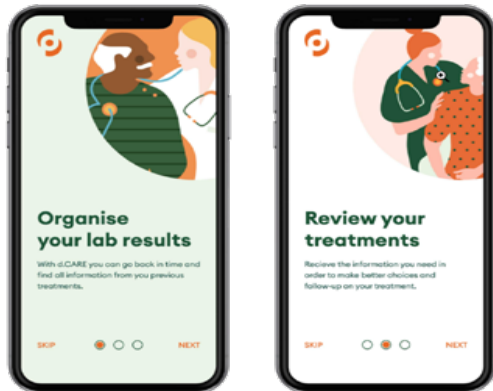 Organise
your lab results
With d.CARE you can go back in time and
find all information from you previous
treatments.
SKIP
NEXT
Review your
treatments
Recieve the information you need in
order to make better choices and
follow-up on your treatment.
SKIP
NEXT